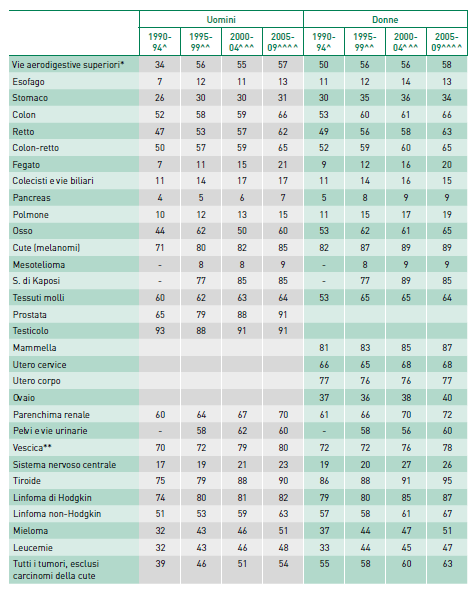 Uomini Donne
1990-94^ 1995-99^^ 2000-04^^^ 2005-09^^^^ 1990-94^ 1995-99^^ 2000-04^^^ 2005-09^^^^
Vie aerodigestive superiori* 34 56 55 57 50 56 56 58
Esofago 7 12 11 13 11 12 14 13
Stomaco 26 30 30 31 30 35 36 34
Colon 52 58 59 66 53 60 61 66
Retto 47 53 57 62 49 56 58 63
Colon-retto 50 57 59 65 52 59 60 65
Fegato 7 11 15 21 9 12 16 20
Colecisti e vie biliari 11 14 17 17 11 14 16 15
Pancreas 4 5 6 7 5 8 9 9
Polmone 10 12 13 15 11 15 17 19
Osso 44 62 50 60 53 62 61 65
Cute (melanomi) 71 80 82 85 82 87 89 89
Mesotelioma - 8 8 9 - 8 9 9
S. di Kaposi - 77 85 85 - 77 89 85
Tessuti molli 60 62 63 64 53 65 65 64
Prostata 65 79 88 91
Testicolo 93 88 91 91
Mammella 81 83 85 87
Utero cervice 66 65 68 68
Utero corpo 77 76 76 77
Ovaio 37 36 38 40
Parenchima renale 60 64 67 70 61 66 70 72
Pelvi e vie urinarie - 58 62 60 - 58 56 60
Vescica** 70 72 79 80 72 72 76 78
Sistema nervoso centrale 17 19 21 23 19 20 27 26
Tiroide 75 79 88 90 86 88 91 95
Linfoma di Hodgkin 74 80 81 82 79 80 85 87
Linfoma non-Hodgkin 51 53 59 63 57 58 61 67
Mieloma 32 43 46 51 37 44 47 51
Leucemie 32 43 46 48 33 44 45 47
Tutti i tumori, esclusi 39 46 51 54 55 58 60 63
carcinomi della cute